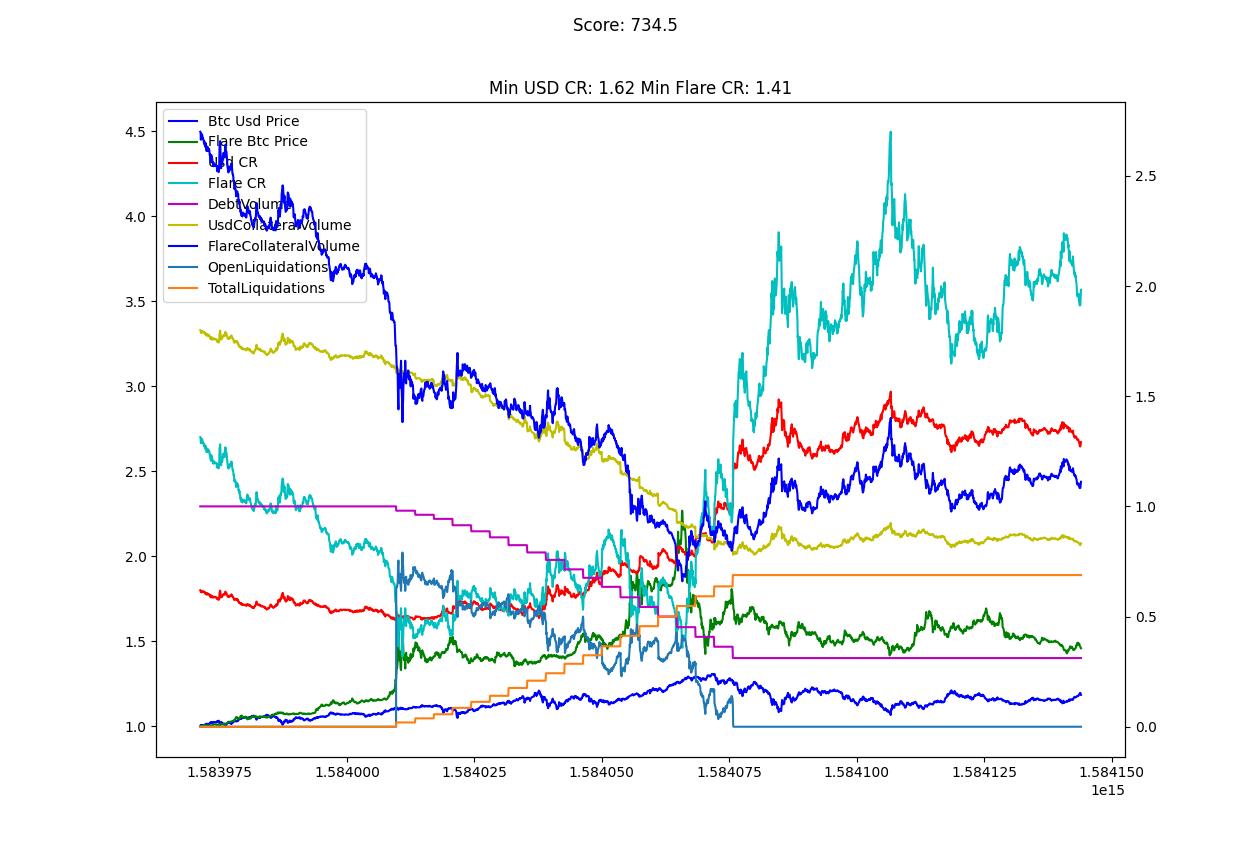 Score: 734.5
Min USD CR: 1.62 Min Flare CR: 1.41
Btc Usd Price
Flare Btc Price
Usd CR
Flare CR
DebtVolume
UsdCollateralVolume
FlareCollateralVolume
OpenLiquidations
TotalLiquidations
4.5
4.0
3.5
3.0
2.5
2.0
1.5
1.0
2.5
2.0
1.5
1.0
0.5
0.0
1.583975
1.584000
1.584025
1.584050
1.584075
1.584100
1.584125
1.584150
1e15